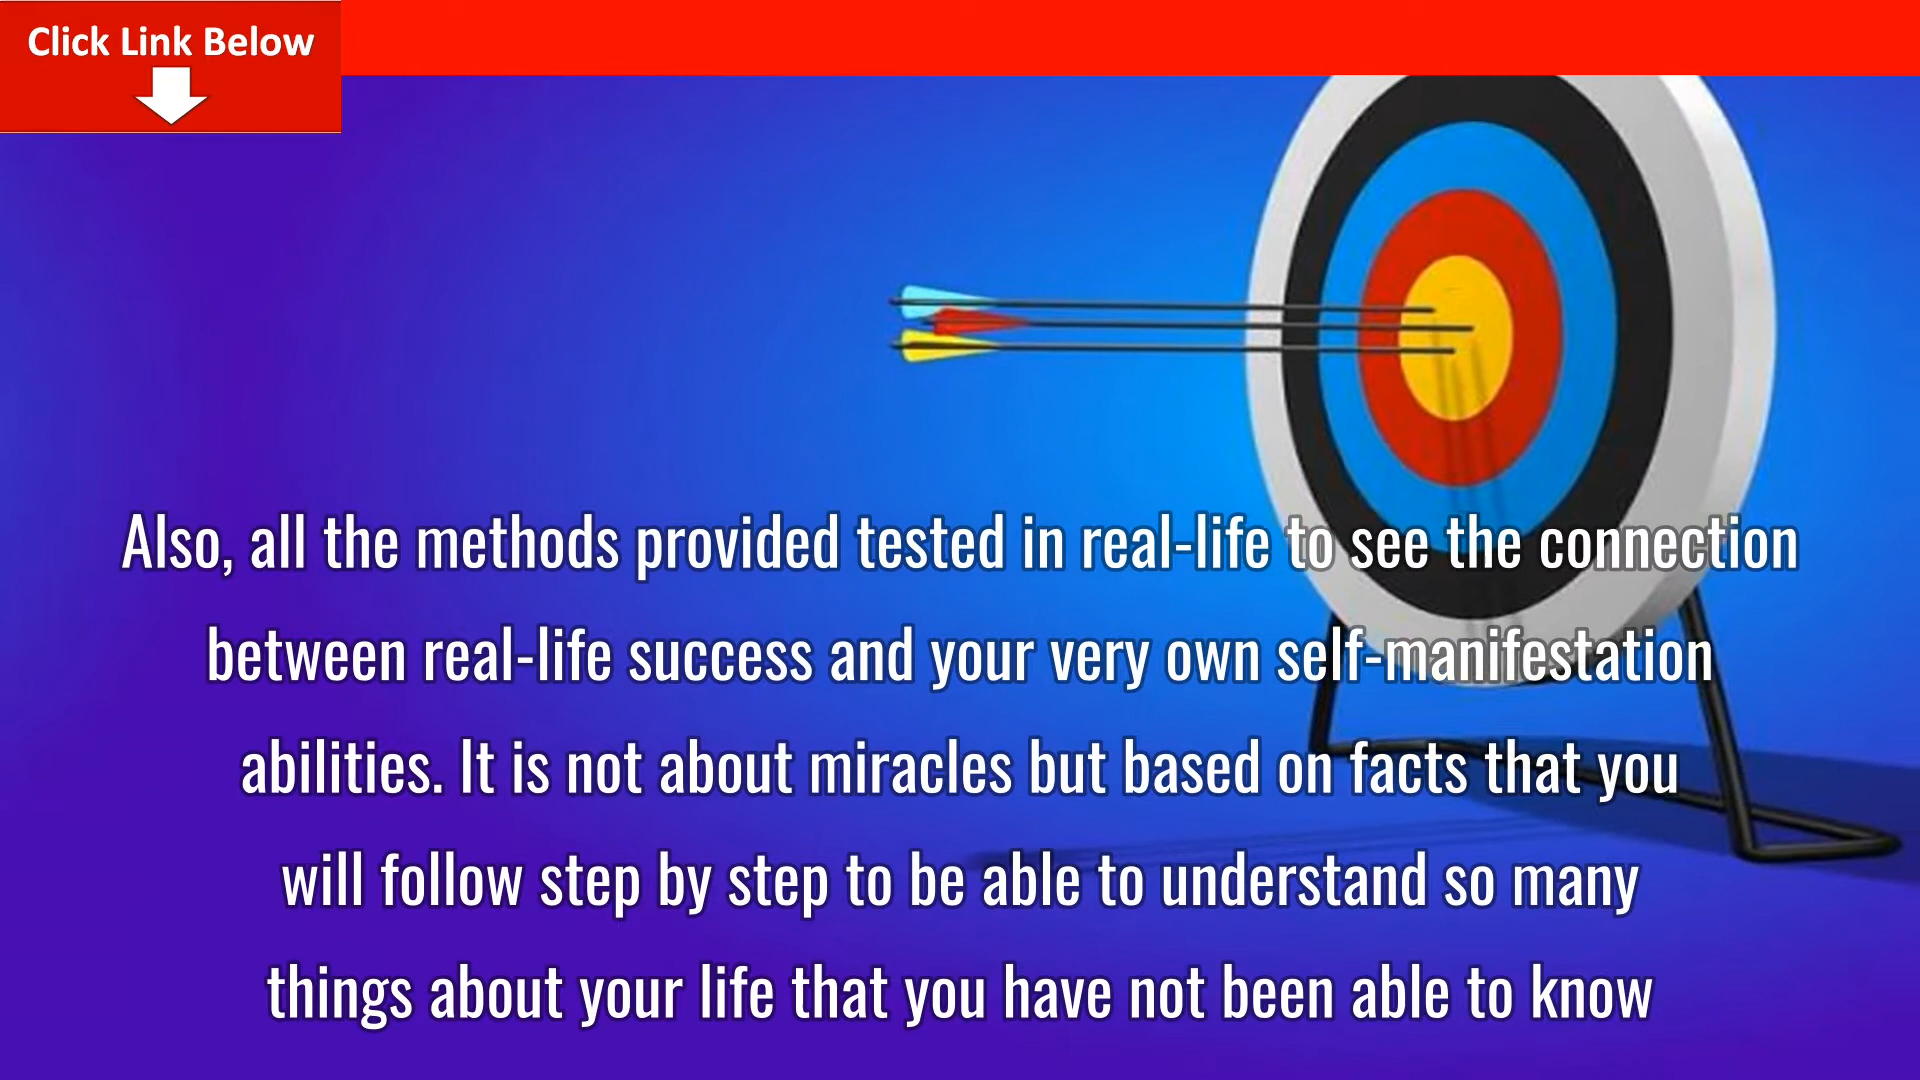 Click Link Below
Also, all the methods provided tested in real-life to see the connection
between real-life success and your very own self-manifestation
abilities. It is not about miracles but based on facts that you
will follow step by step to be able to understand so many
things about your life that you have not been able to know